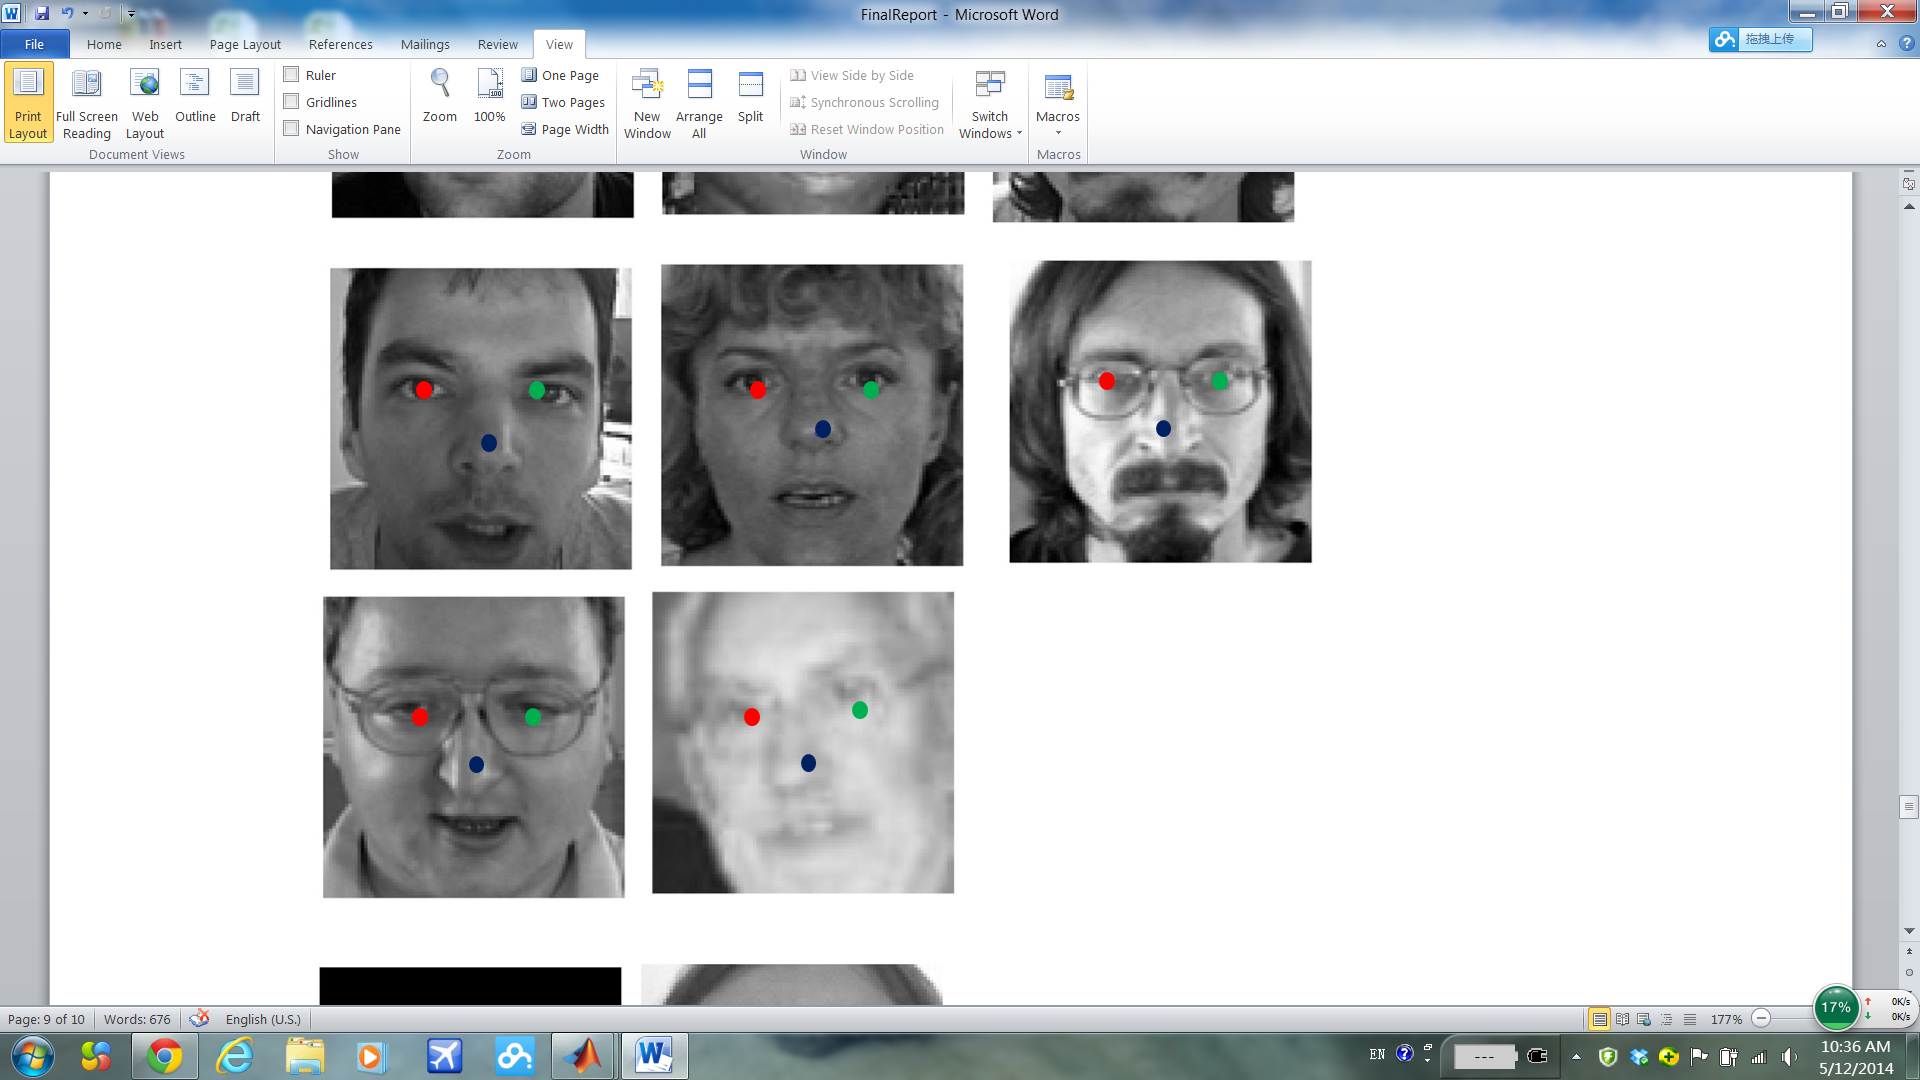 FinalReport - Microsoft Word
File Home Insert Page Layout References Mailings Review View
拖拽上传
Print Layout
Full Screen Reading
Web Layout
Outline
Draft
Document Views
Ruler
Gridlines
Navigation Pane
Show
Zoom
100
100%
One Page
Two Pages
Page Width
Zoom
New Window
Arrange All
Split
View Side by Side
Synchronous Scrolling
Reset Window Position
Switch Windows
Window
Macros
Macros
Page: 9 of 10 Words: 676 English (U.S.)
177%
17%
0K/s
0K/s
EN
---
10:36 AM
5/12/2014